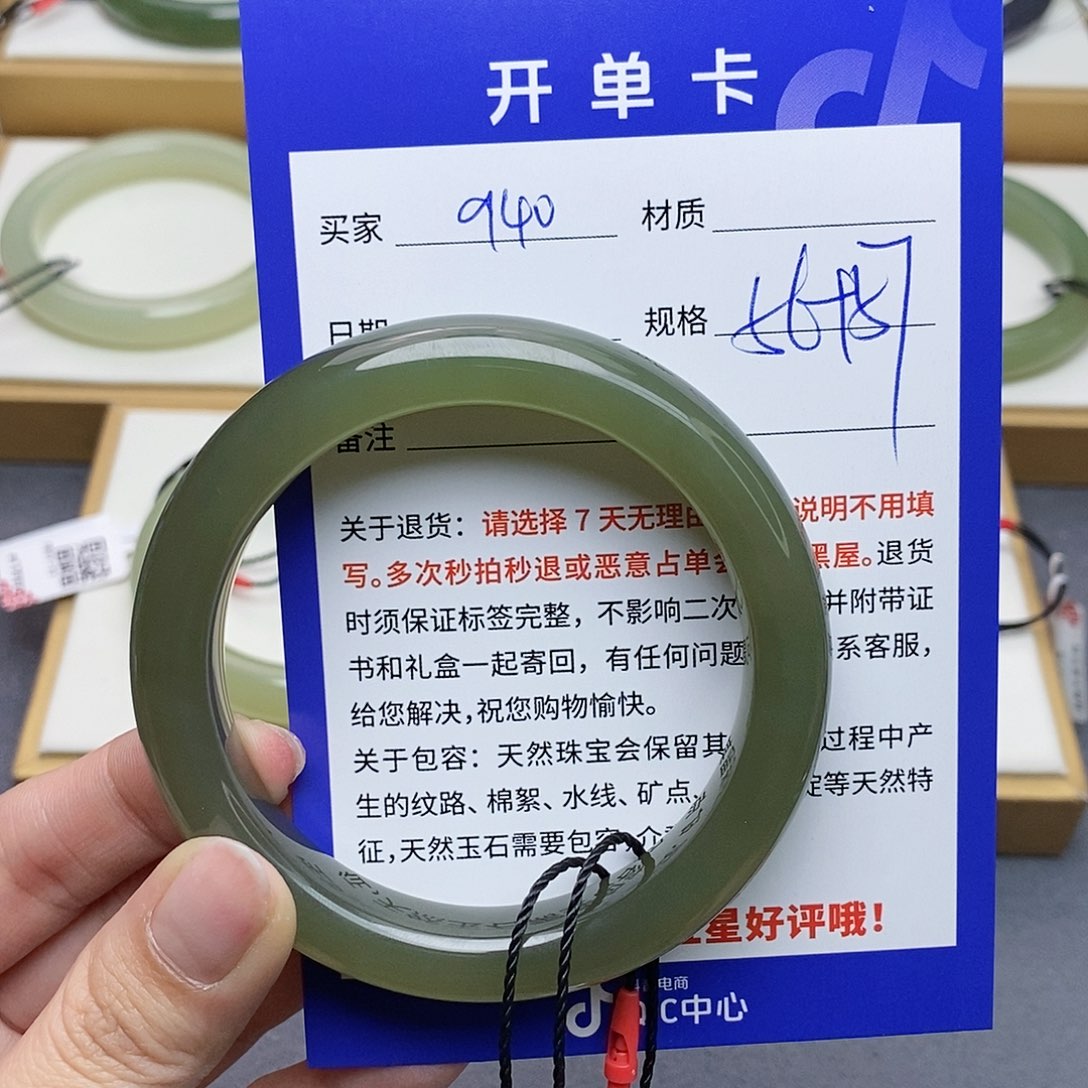 开单卡
买家 940 材质
日期 规格
备注
关于退货：请选择7天无理由 说明不用填
写。多次秒拍秒退或恶意占单会 黑屋。退货
时须保证标签完整，不影响二次 并附带证
书和礼盒一起寄回，有任何问题 系客服，
给您解决，祝您购物愉快。
关于包容：天然珠宝会保留其 过程中产
生的纹路、棉絮、水线、矿点、 定等天然特
征，天然玉石需要包容
星好评哦！
电商
QIC中心